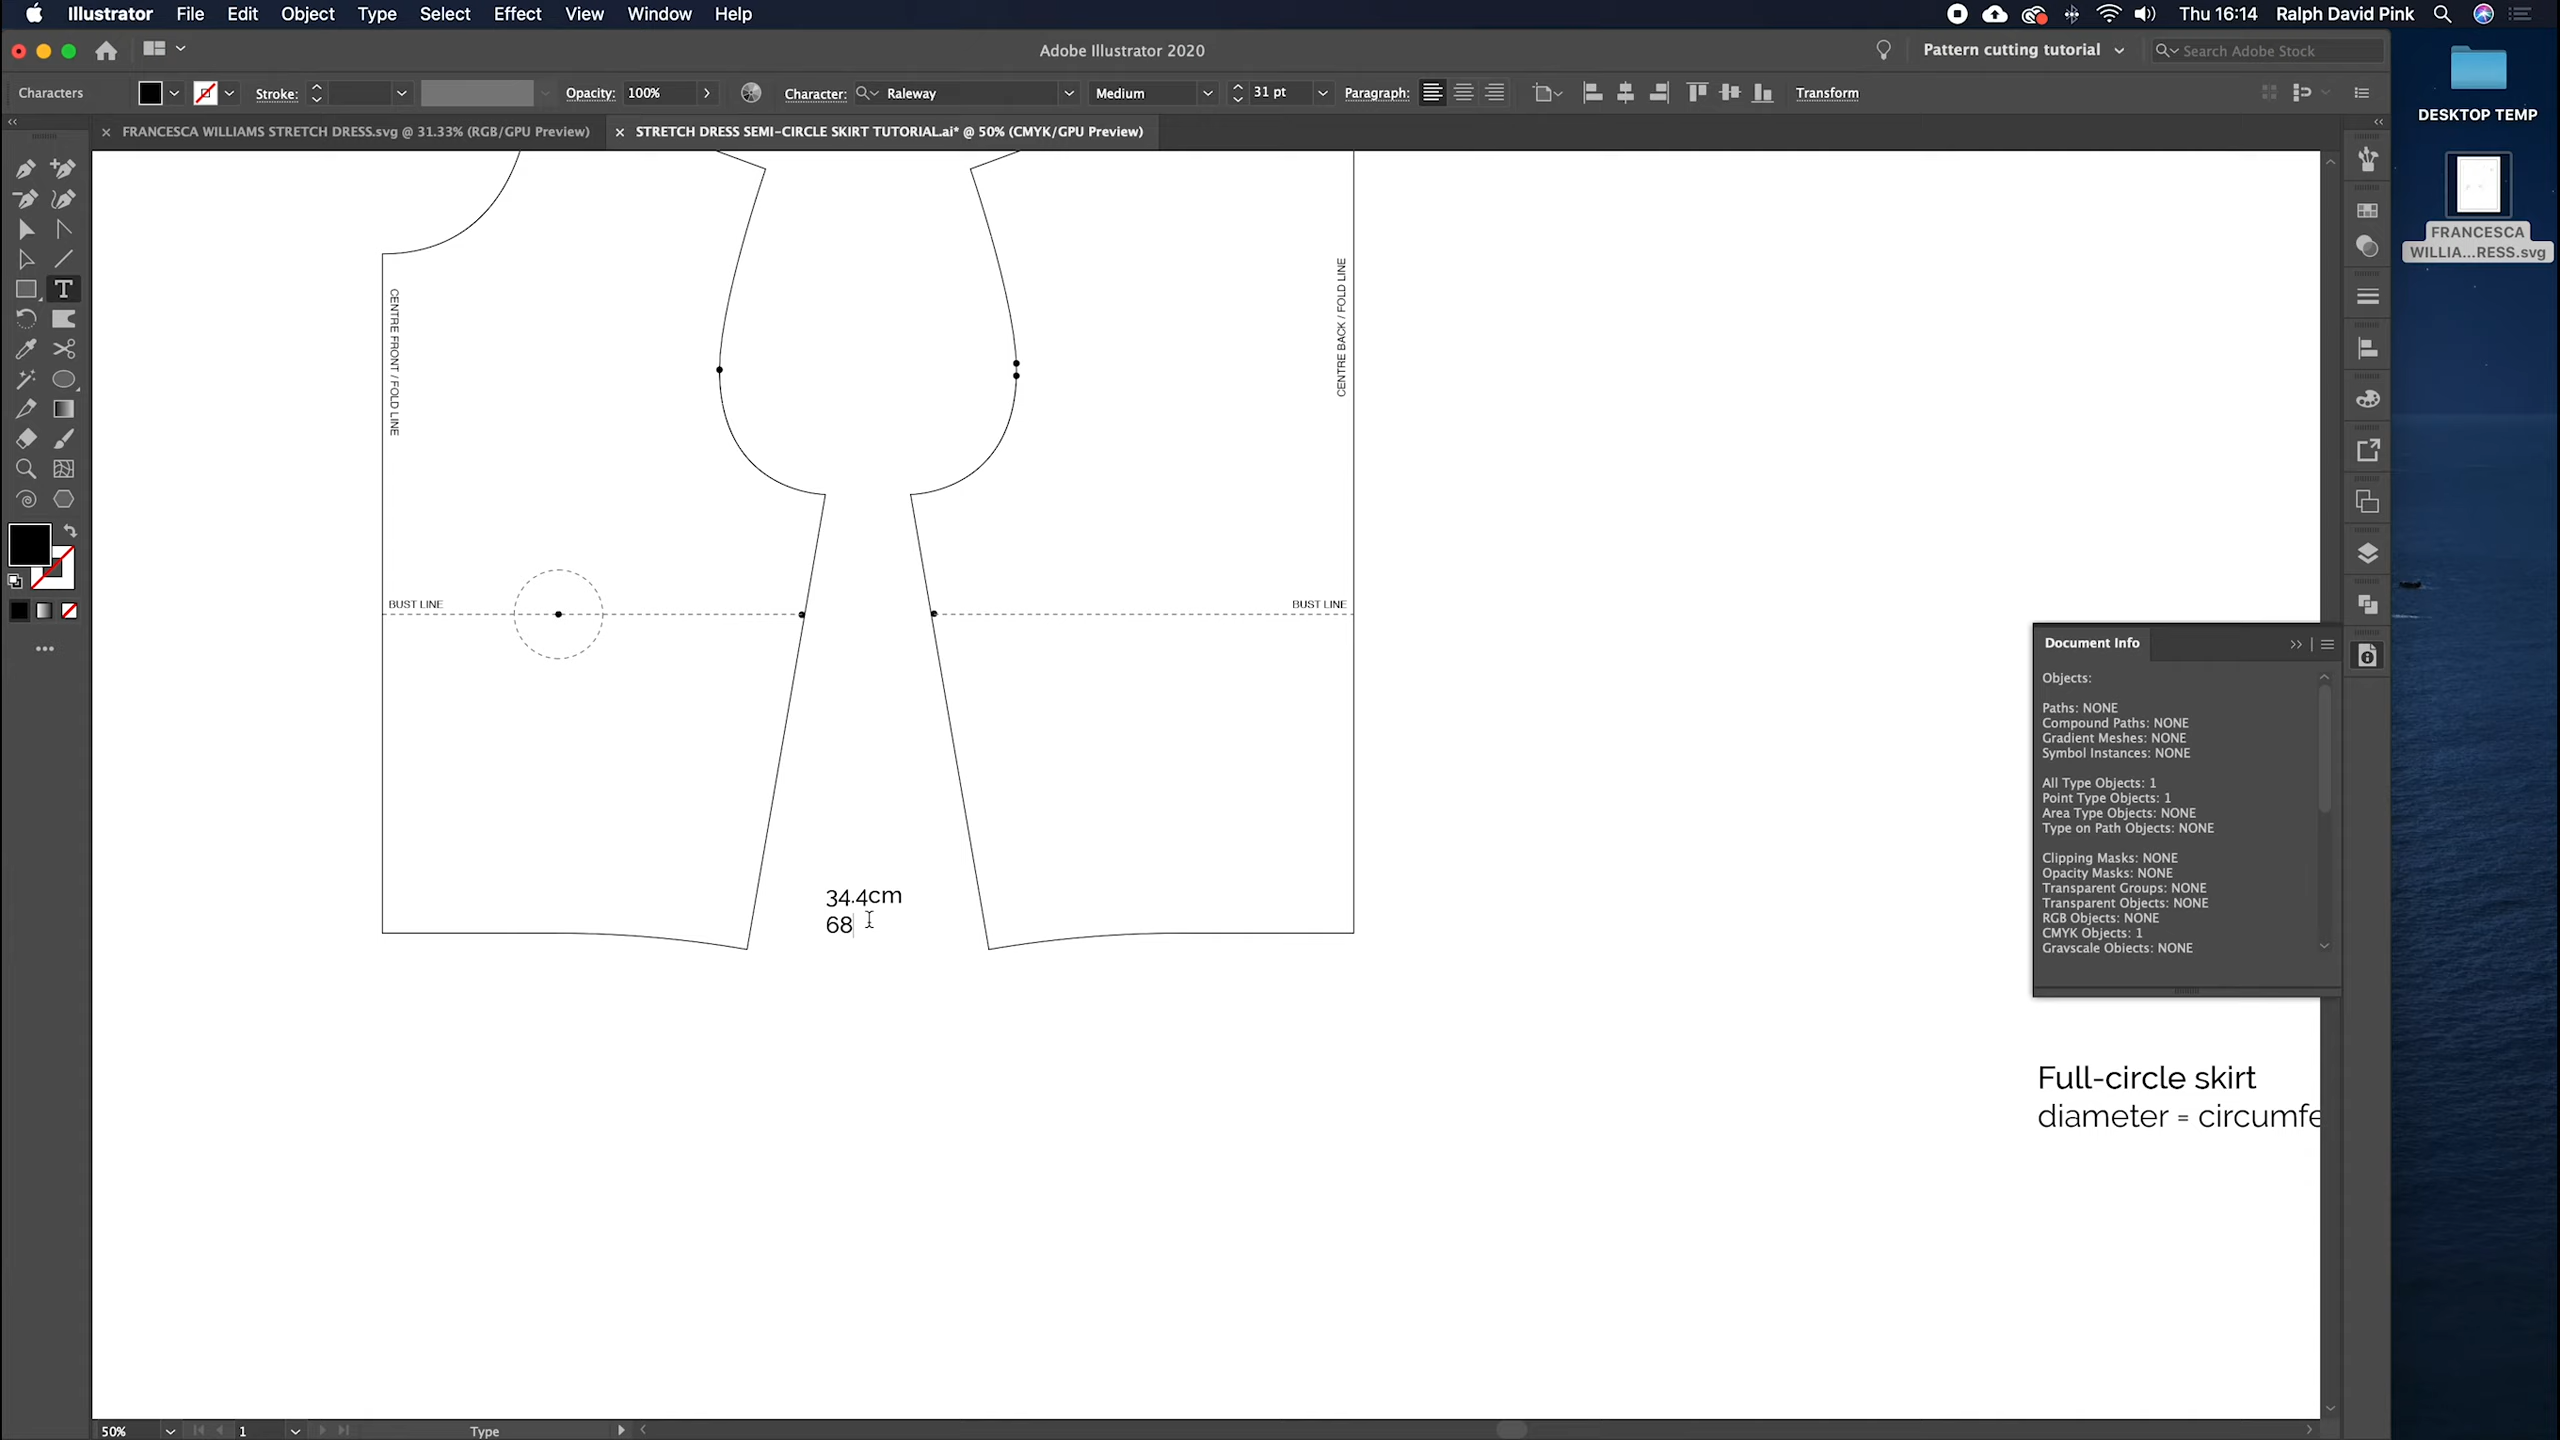 Illustrator File Edit Object Type Select Effect View Window Help
Thu 16:14 Ralph David Pink
Adobe Illustrator 2020
Pattern cutting tutorial
Search Adobe Stock
Characters
Stroke:
Opacity: 100%
Character: Raleway
Medium
31 pt
Paragraph:
Transform
FRANCESCA WILLIAMS STRETCH DRESS.svg @ 31.33% (RGB/GPU Preview)
STRETCH DRESS SEMI-CIRCLE SKIRT TUTORIAL.ai* @ 50% (CMYK/GPU Preview)
DESKTOP TEMP
FRANCESCA
WILLIA...RESS.svg
CENTRE FRONT / FOLD LINE
CENTRE BACK / FOLD LINE
BUST LINE
BUST LINE
34.4cm
68
Document Info
Objects:
Paths: NONE
Compound Paths: NONE
Gradient Meshes: NONE
Symbol Instances: NONE
All Type Objects: 1
Point Type Objects: 1
Area Type Objects: NONE
Type on Path Objects: NONE
Clipping Masks: NONE
Opacity Masks: NONE
Transparent Groups: NONE
Transparent Objects: NONE
RGB Objects: NONE
CMYK Objects: 1
Grayscale Objects: NONE
Full-circle skirt
diameter = circumfe
50%
1
Type